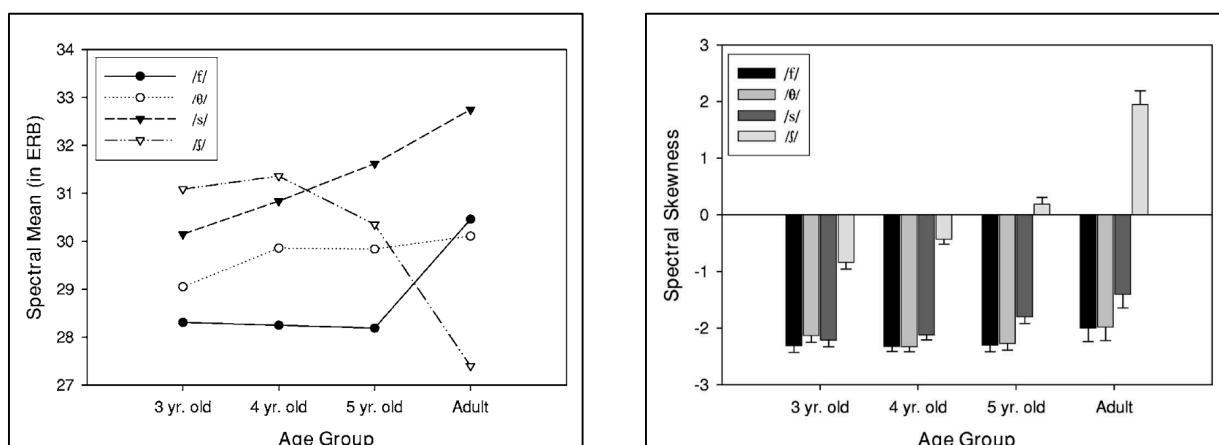 34
33
32
31
30
29
28
27
Spectral Mean (in ERB)
/f/
/θ/
/s/
/ʃ/
3 yr. old 4 yr. old 5 yr. old Adult
Age Group
3
2
1
0
-1
-2
-3
Spectral Skewness
/f/
/θ/
/s/
/ʃ/
3 yr. old 4 yr. old 5 yr. old Adult
Age Group